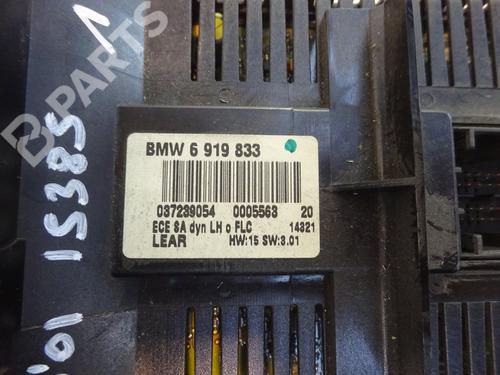 B-PARTS
BMW 6 919 833
037239054 0005563 20
ECE SA dyn LH o FLC 14321
LEAR HW:15 SW:3.01
15385